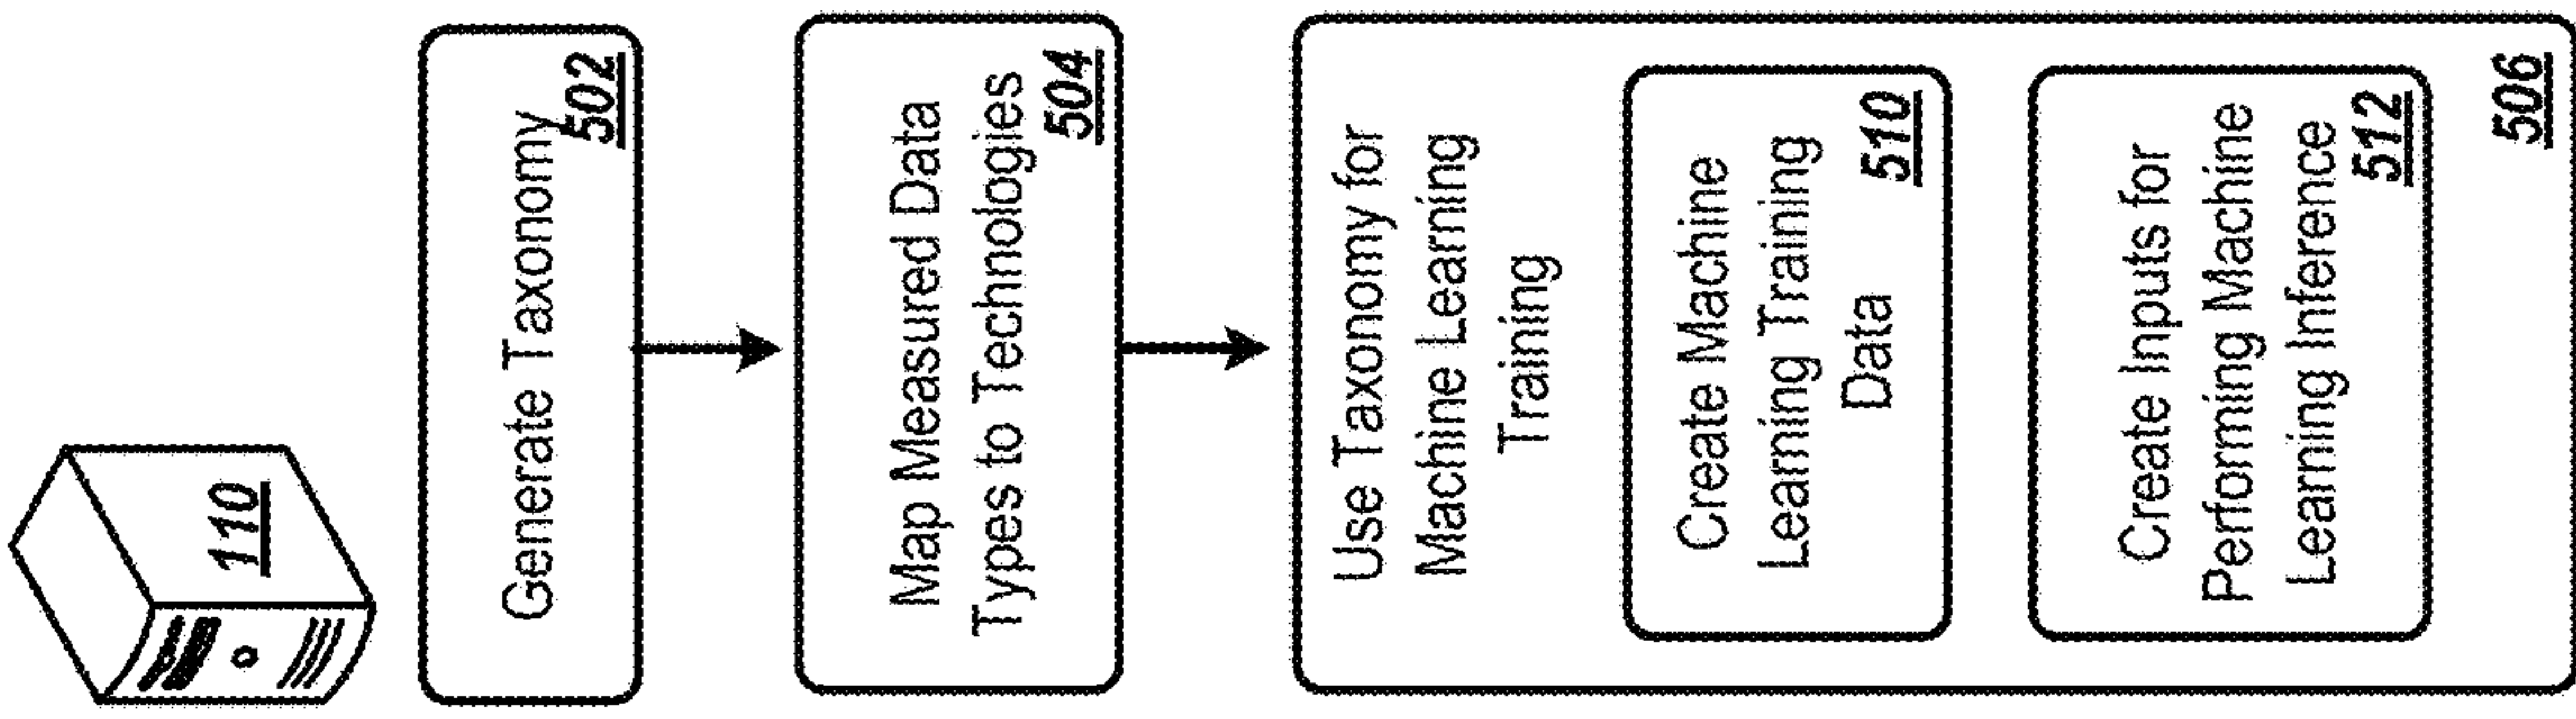 110
Generate Taxonomy
502
Map Measured Data
Types to Technologies
504
Use Taxonomy for
Machine Learning
Training
Create Machine
Learning Training
Data
510
Create Inputs for
Performing Machine
Learning Inference
512
506